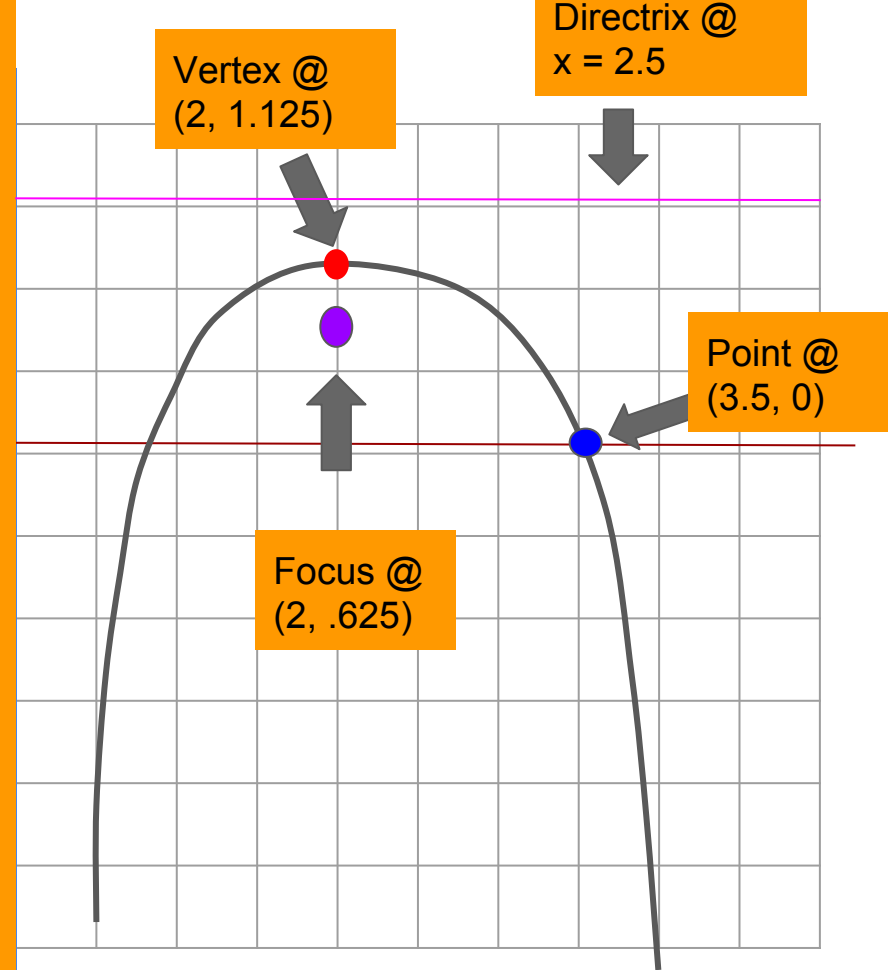 Directrix @
x = 2.5
Vertex @
(2, 1.125)
Point @
(3.5, 0)
Focus @
(2, .625)